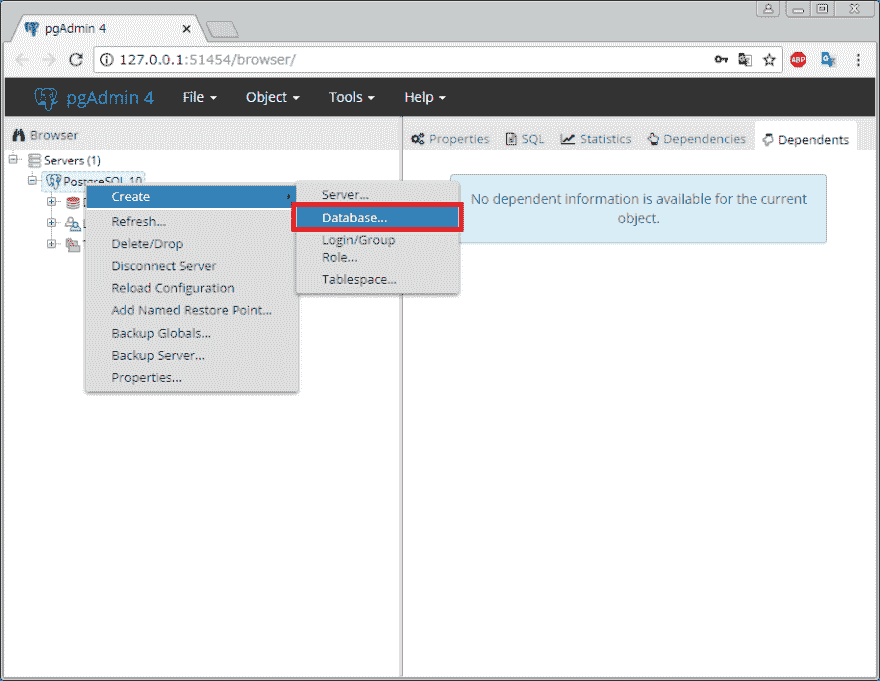 pgAdmin 4
127.0.0.1:51454/browser/
ABP
pgAdmin 4 File Object Tools Help
Browser
Properties SQL Statistics Dependencies Dependents
Servers (1)
PostgreSQL 10
Create
Refresh...
Delete/Drop
Disconnect Server
Reload Configuration
Add Named Restore Point...
Backup Globals...
Backup Server...
Properties...
Server...
Database...
Login/Group
Role...
Tablespace...
No dependent information is available for the current
object.